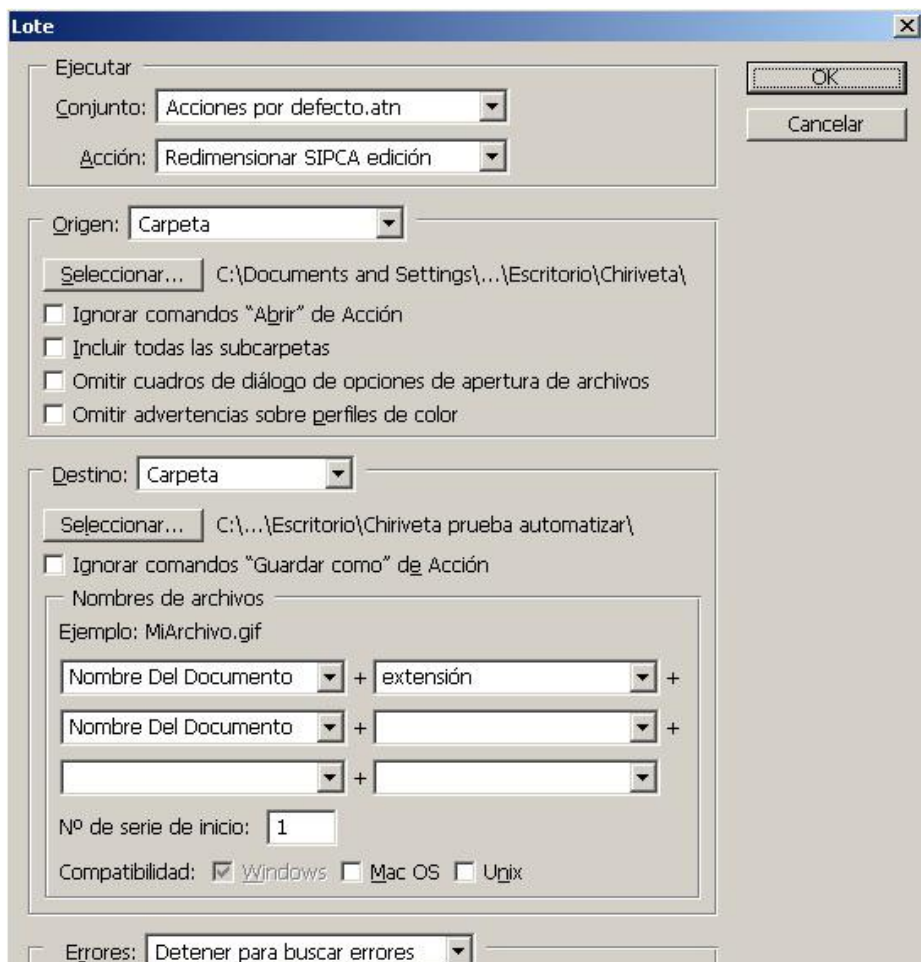 Lote
Ejecutar
OK
Conjunto: Acciones por defecto.atn
Cancelar
Acción: Redimensionar SIPCA edición
Origen: Carpeta
Seleccionar... C:\Documents and Settings\...\Escritorio\Chiriveta\
Ignorar comandos "Abrir" de Acción
Incluir todas las subcarpetas
Omitir cuadros de diálogo de opciones de apertura de archivos
Omitir advertencias sobre perfiles de color
Destino: Carpeta
Seleccionar... C:\...\Escritorio\Chiriveta prueba automatizar\
Ignorar comandos "Guardar como" de Acción
Nombres de archivos
Ejemplo: MiArchivo.gif
Nombre Del Documento + extensión +
Nombre Del Documento + +
+
Nº de serie de inicio: 1
Compatibilidad: Windows Mac OS Unix
Errores: Detener para buscar errores